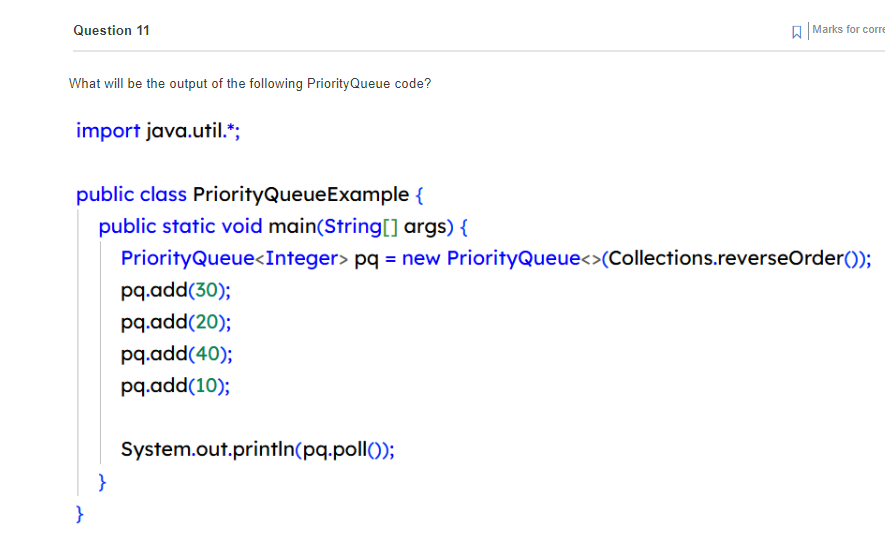 Question 11
Marks for corre
What will be the output of the following PriorityQueue code?
import java.util.*;
public class PriorityQueueExample {
public static void main(String[] args) {
PriorityQueue<Integer> pq = new PriorityQueue<>(Collections.reverseOrder());
pq.add(30);
pq.add(20);
pq.add(40);
pq.add(10);
System.out.println(pq.poll());
}
}